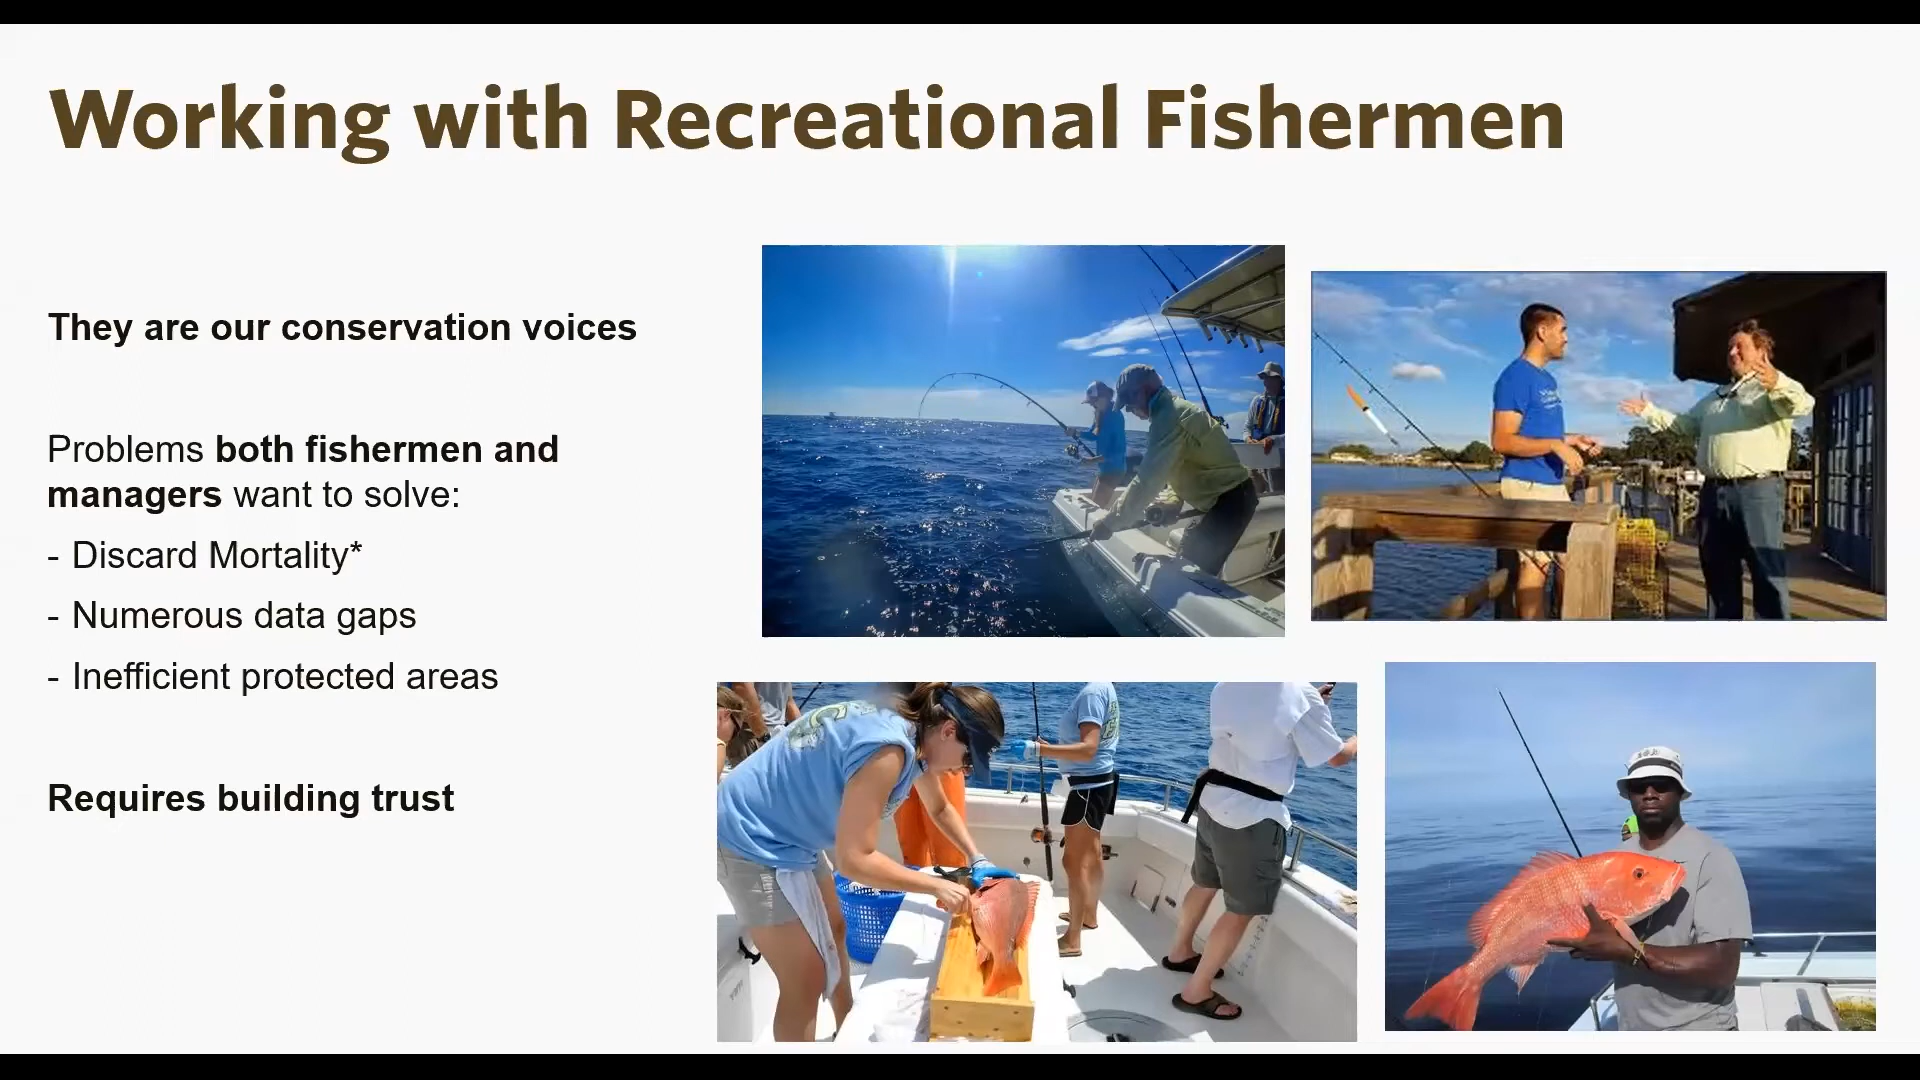 Working with Recreational Fishermen
They are our conservation voices
Problems both fishermen and
managers want to solve:
- Discard Mortality*
- Numerous data gaps
- Inefficient protected areas
Requires building trust